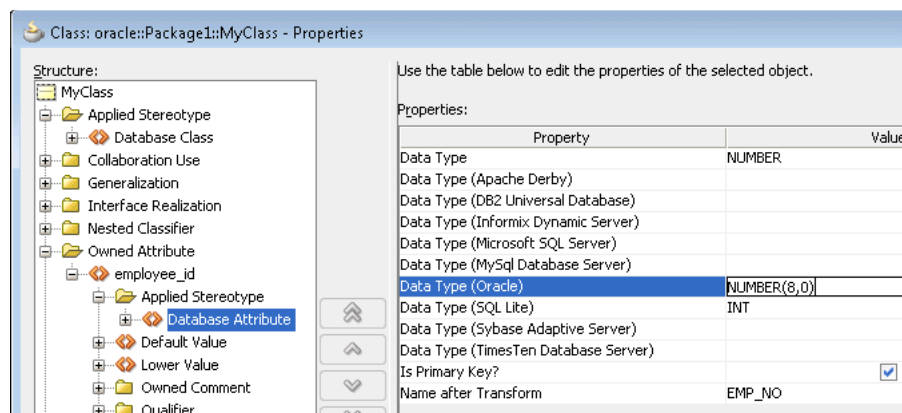 Class: oracle::Package1::MyClass - Properties
Structure:
MyClass
Applied Stereotype
Database Class
Collaboration Use
Generalization
Interface Realization
Nested Classifier
Owned Attribute
employee_id
Applied Stereotype
Database Attribute
Default Value
Lower Value
Owned Comment
Qualifier
Use the table below to edit the properties of the selected object.
Properties:
Property Value
Data Type NUMBER
Data Type (Apache Derby)
Data Type (DB2 Universal Database)
Data Type (Informix Dynamic Server)
Data Type (Microsoft SQL Server)
Data Type (MySql Database Server)
Data Type (Oracle) NUMBER(8,0)
Data Type (SQL Lite) INT
Data Type (Sybase Adaptive Server)
Data Type (TimesTen Database Server)
Is Primary Key?
Name after Transform EMP_NO